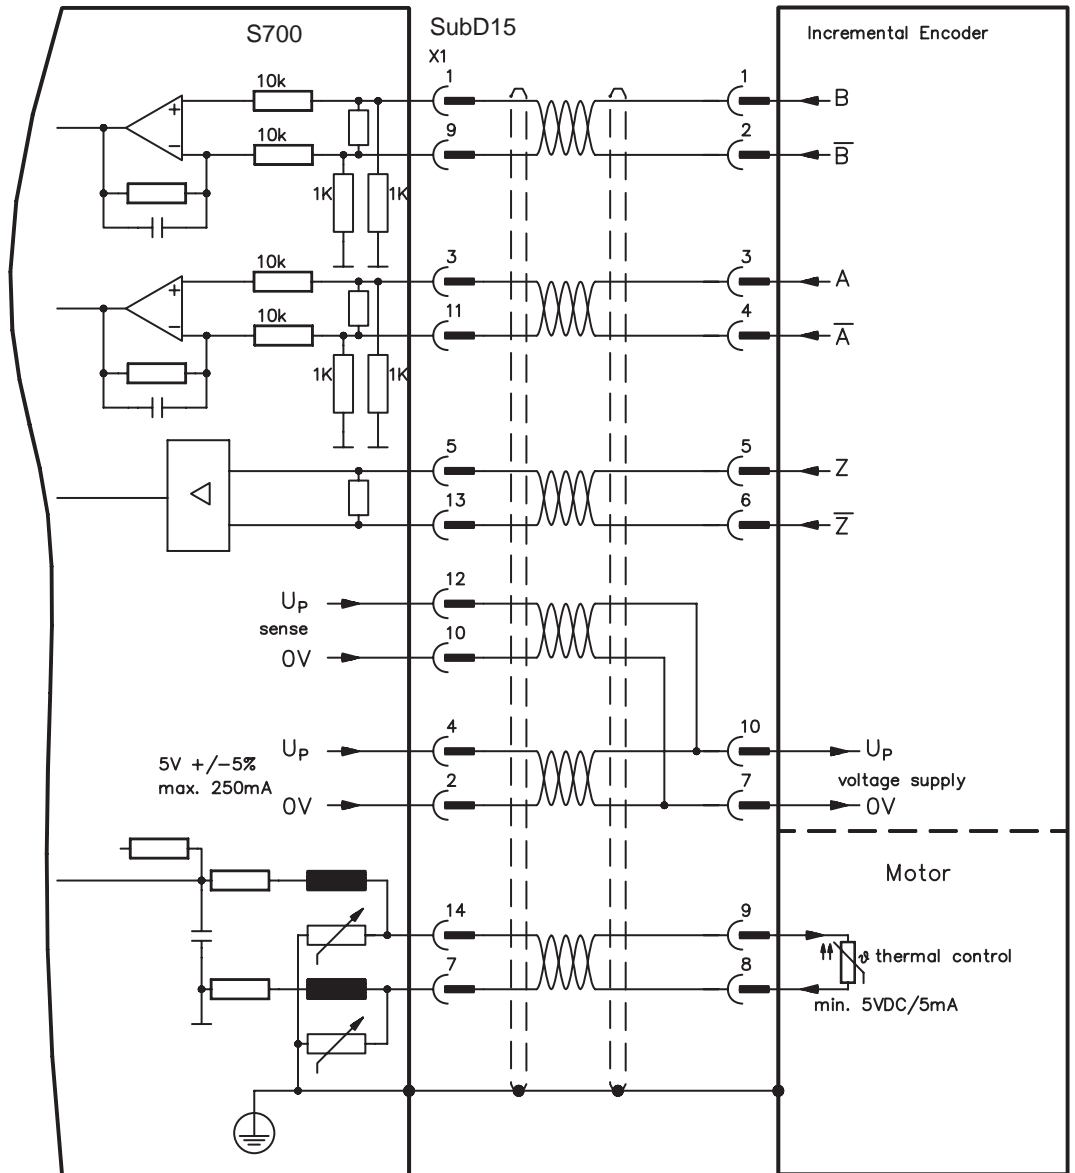 S700
SubD15
Incremental Encoder
X1
10k
1
1
B
10k
9
2
B̅
1K
1K
10k
3
3
A
10k
11
4
A̅
1K
1K
5
5
Z
13
6
Z̅
UP
12
sense
0V
10
UP
4
10
UP
5V +/-5%
max. 250mA
voltage supply
0V
2
7
0V
Motor
14
9
ϑ thermal control
7
8
min. 5VDC/5mA